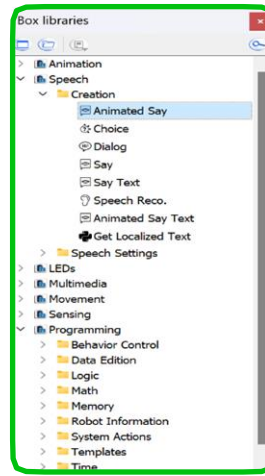 Box libraries
Animation
Speech
Creation
Animated Say
Choice
Dialog
Say
Say Text
Speech Reco.
Animated Say Text
Get Localized Text
Speech Settings
LEDs
Multimedia
Movement
Sensing
Programming
Behavior Control
Data Edition
Logic
Math
Memory
Robot Information
System Actions
Templates
Time